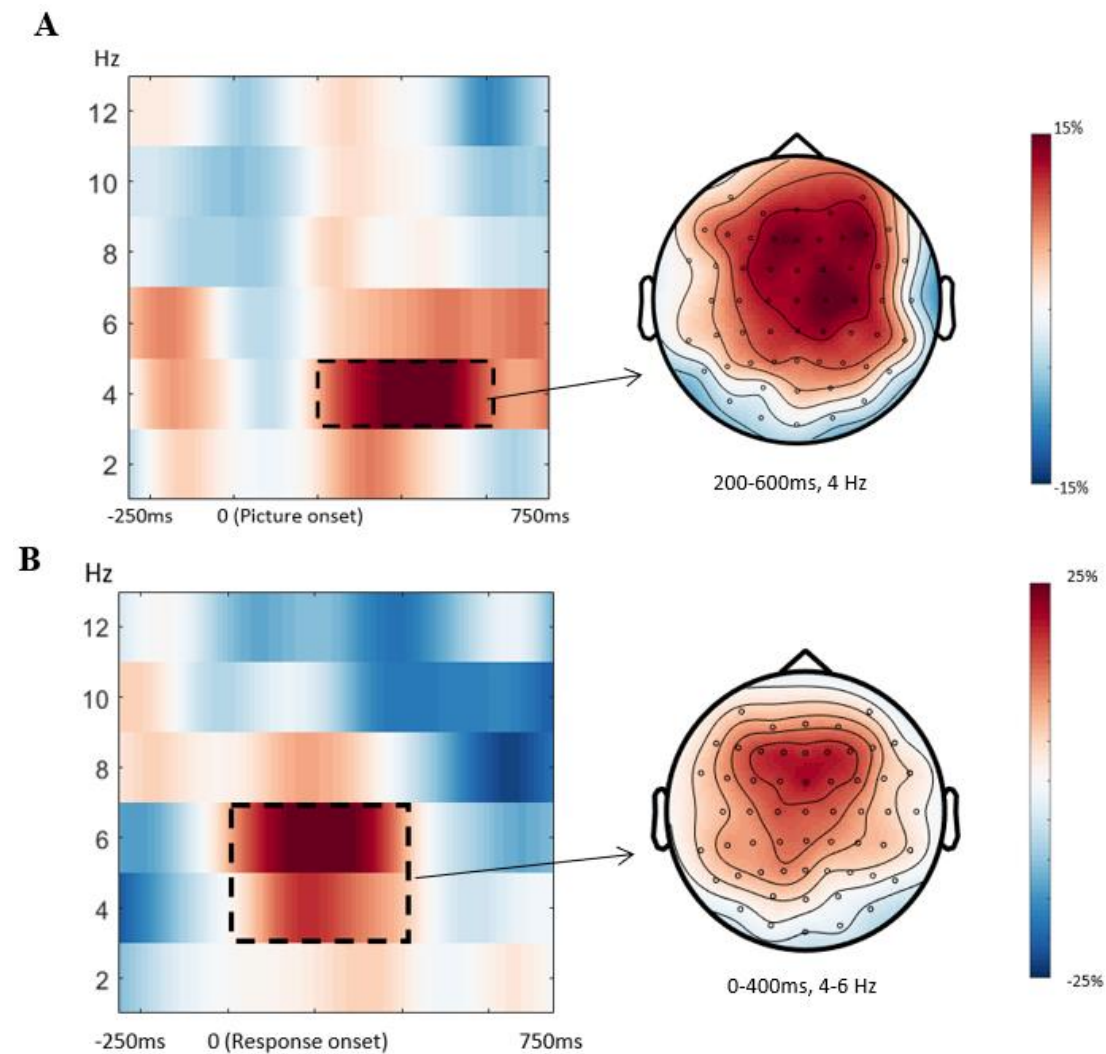 A
Hz
12
10
8
6
4
2
-250ms 0 (Picture onset) 750ms
15%
-15%
200-600ms, 4 Hz
B
Hz
12
10
8
6
4
2
-250ms 0 (Response onset) 750ms
25%
-25%
0-400ms, 4-6 Hz